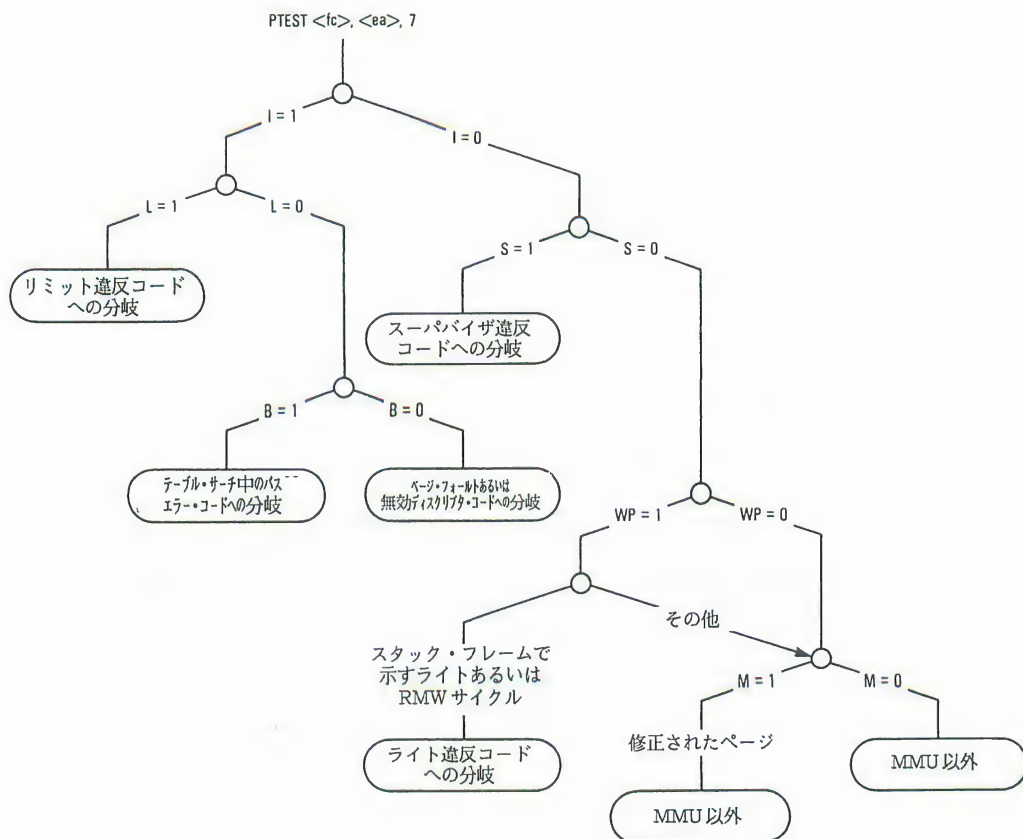 PTEST <fc>, <ea>, 7
I = 1
I = 0
L = 1
L = 0
S = 1
S = 0
リミット違反コード
への分岐
スーパバイザ違反
コードへの分岐
B = 1
B = 0
テーブル・サーチ中のバス
エラー・コードへの分岐
ページ・フォールトあるいは
無効ディスクリプタ・コードへの分岐
WP = 1
WP = 0
その他
スタック・フレームで
示すライトあるいは
RMW サイクル
M = 1
M = 0
ライト違反コード
への分岐
修正されたページ
MMU 以外
MMU 以外